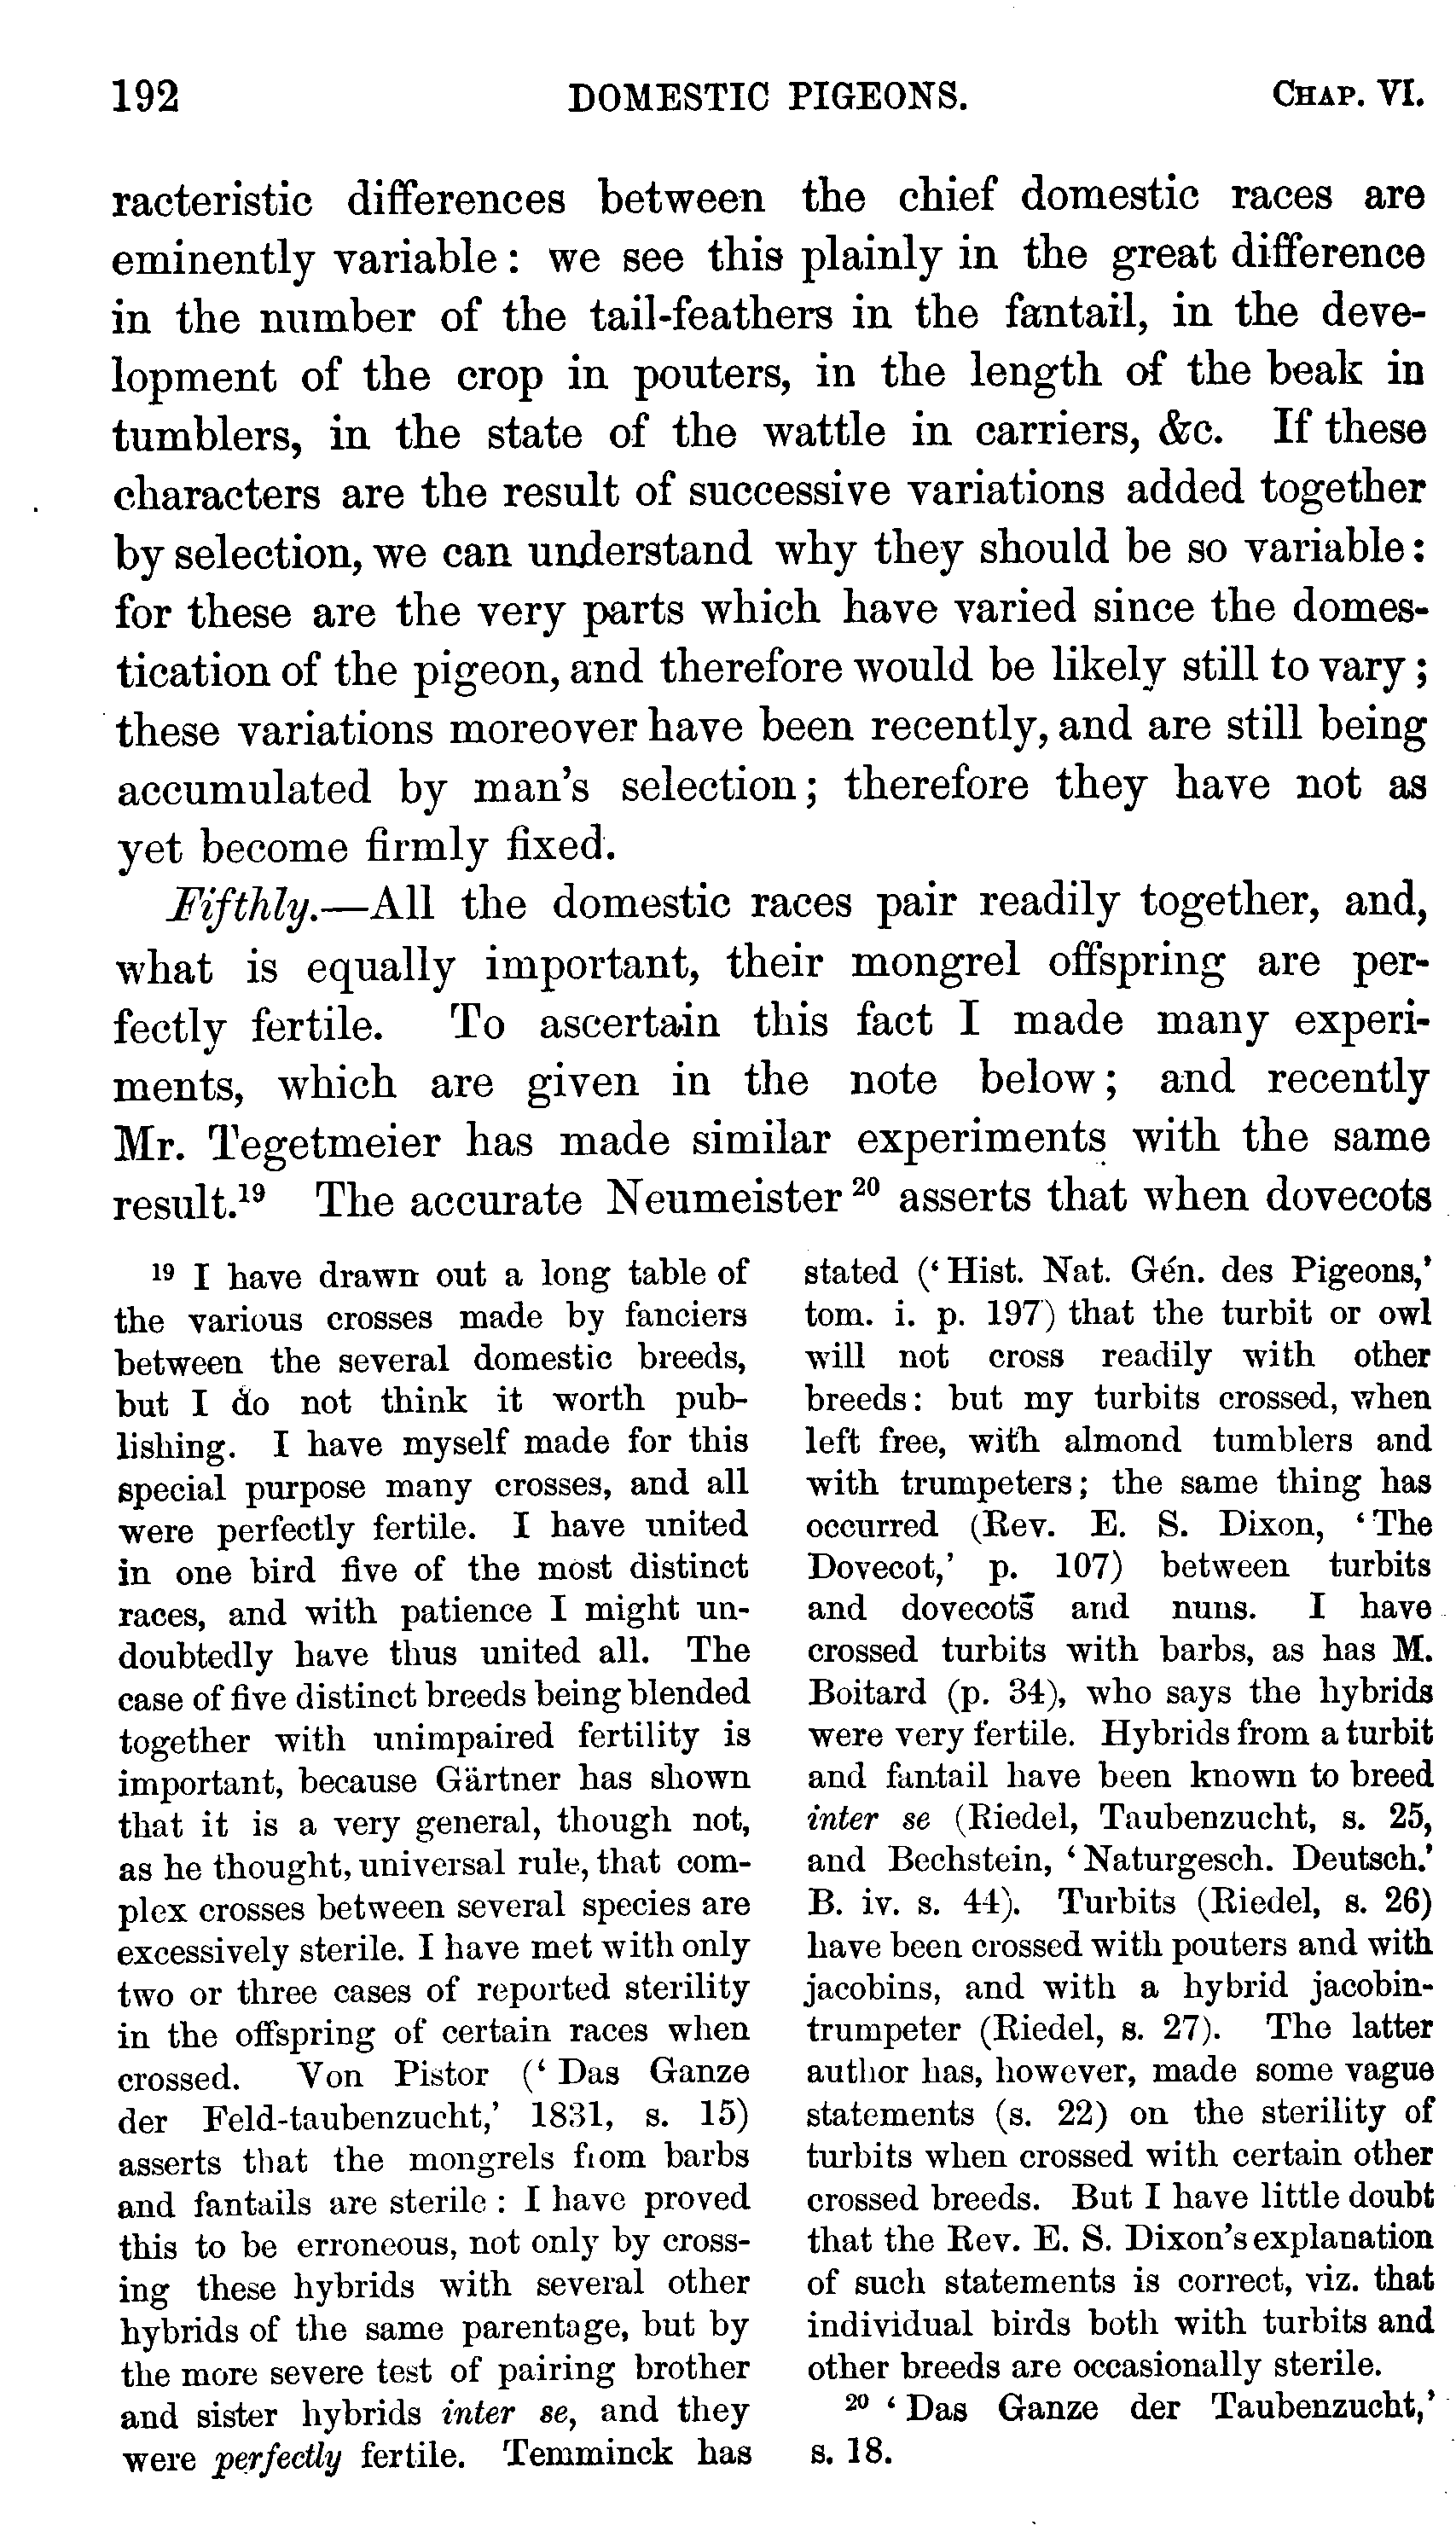 192 DOMESTIC PIGEONS. CHAP. VI.
racteristic differences between the chief domestic races are
eminently variable: we see this plainly in the great difference
in the number of the tail-feathers in the fantail, in the deve-
lopment of the crop in pouters, in the length of the beak in
tumblers, in the state of the wattle in carriers, &c. If these
characters are the result of successive variations added together
by selection, we can understand why they should be so variable:
for these are the very parts which have varied since the domes-
tication of the pigeon, and therefore would be likely still to vary;
these variations moreover have been recently, and are still being
accumulated by man's selection; therefore they have not as
yet become firmly fixed.
Fifthly.—All the domestic races pair readily together, and,
what is equally important, their mongrel offspring are per-
fectly fertile. To ascertain this fact I made many experi-
ments, which are given in the note below; and recently
Mr. Tegetmeier has made similar experiments with the same
result.¹⁹ The accurate Neumeister ²⁰ asserts that when dovecots
¹⁹ I have drawn out a long table of
the various crosses made by fanciers
between the several domestic breeds,
but I do not think it worth pub-
lishing. I have myself made for this
special purpose many crosses, and all
were perfectly fertile. I have united
in one bird five of the most distinct
races, and with patience I might un-
doubtedly have thus united all. The
case of five distinct breeds being blended
together with unimpaired fertility is
important, because Gärtner has shown
that it is a very general, though not,
as he thought, universal rule, that com-
plex crosses between several species are
excessively sterile. I have met with only
two or three cases of reported sterility
in the offspring of certain races when
crossed. Von Pistor (‘Das Ganze
der Feld-taubenzucht,’ 1831, s. 15)
asserts that the mongrels from barbs
and fantails are sterile: I have proved
this to be erroneous, not only by cross-
ing these hybrids with several other
hybrids of the same parentage, but by
the more severe test of pairing brother
and sister hybrids inter se, and they
were perfectly fertile. Temminck has
stated (‘Hist. Nat. Gén. des Pigeons,’
tom. i. p. 197) that the turbit or owl
will not cross readily with other
breeds: but my turbits crossed, when
left free, with almond tumblers and
with trumpeters; the same thing has
occurred (Rev. E. S. Dixon, ‘The
Dovecot,’ p. 107) between turbits
and dovecots and nuns. I have
crossed turbits with barbs, as has M.
Boitard (p. 34), who says the hybrids
were very fertile. Hybrids from a turbit
and fantail have been known to breed
inter se (Riedel, Taubenzucht, s. 25,
and Bechstein, ‘Naturgesch. Deutsch.’
B. iv. s. 44). Turbits (Riedel, s. 26)
have been crossed with pouters and with
jacobins, and with a hybrid jacobin-
trumpeter (Riedel, s. 27). The latter
author has, however, made some vague
statements (s. 22) on the sterility of
turbits when crossed with certain other
crossed breeds. But I have little doubt
that the Rev. E. S. Dixon's explanation
of such statements is correct, viz. that
individual birds both with turbits and
other breeds are occasionally sterile.
²⁰ ‘Das Ganze der Taubenzucht,’
s. 18.